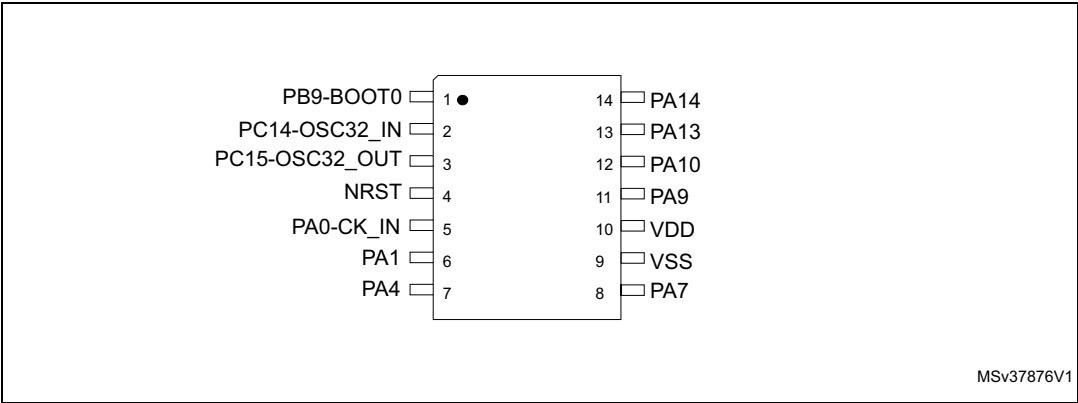 PB9-BOOT0 1 14 PA14
PC14-OSC32_IN 2 13 PA13
PC15-OSC32_OUT 3 12 PA10
NRST 4 11 PA9
PA0-CK_IN 5 10 VDD
PA1 6 9 VSS
PA4 7 8 PA7
MSv37876V1